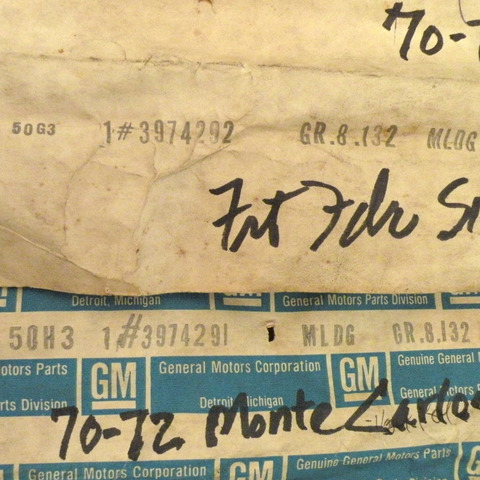 70-7
50G3 1#3974292 GR.8.132 MLDG
Frt Fdr
Detroit, Michigan GM General Motors Parts Division
50H3 1#3974291 MLDG GR.8.132
Motors Parts GM General Motors Corporation GM Genuine General
rts Division Detroit, Michigan General
70-72 Monte Carlo
General Motors Corporation GM Genuine General Motors Parts